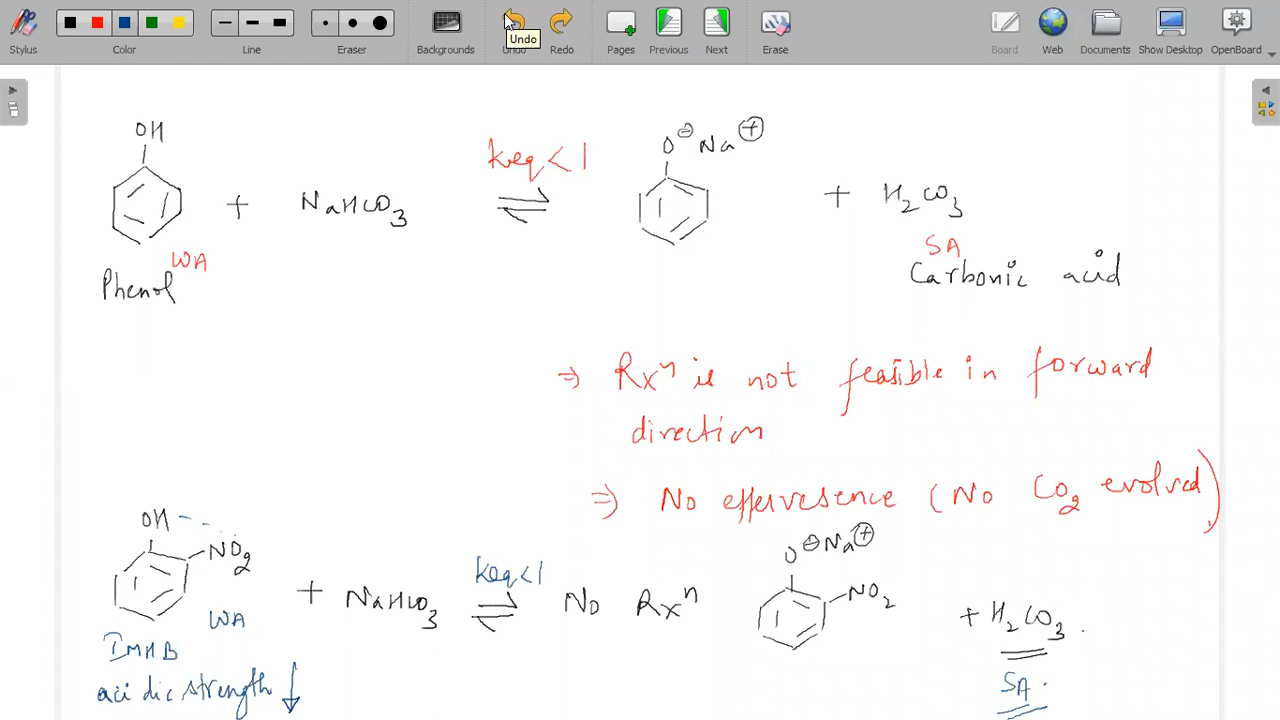 Stylus
Color
Line
Eraser
Backgrounds
Undo
Redo
Pages
Previous
Next
Erase
Board
Web
Documents
Show Desktop
OpenBoard
Undo
OH
+ NaHCO3
Keq<1
⇌
O⊖ Na⊕
+ H2CO3
WA
Phenol
SA
Carbonic acid
⇒ Rxⁿ is not feasible in forward
direction
⇒ No effervesence (No CO2 evolved)
OH
NO2
+ NaHCO3
Keq<1
⇌ No Rxⁿ
O⊖Na⊕
NO2
+ H2CO3.
WA
IMHB
acidic strength ↓
SA.